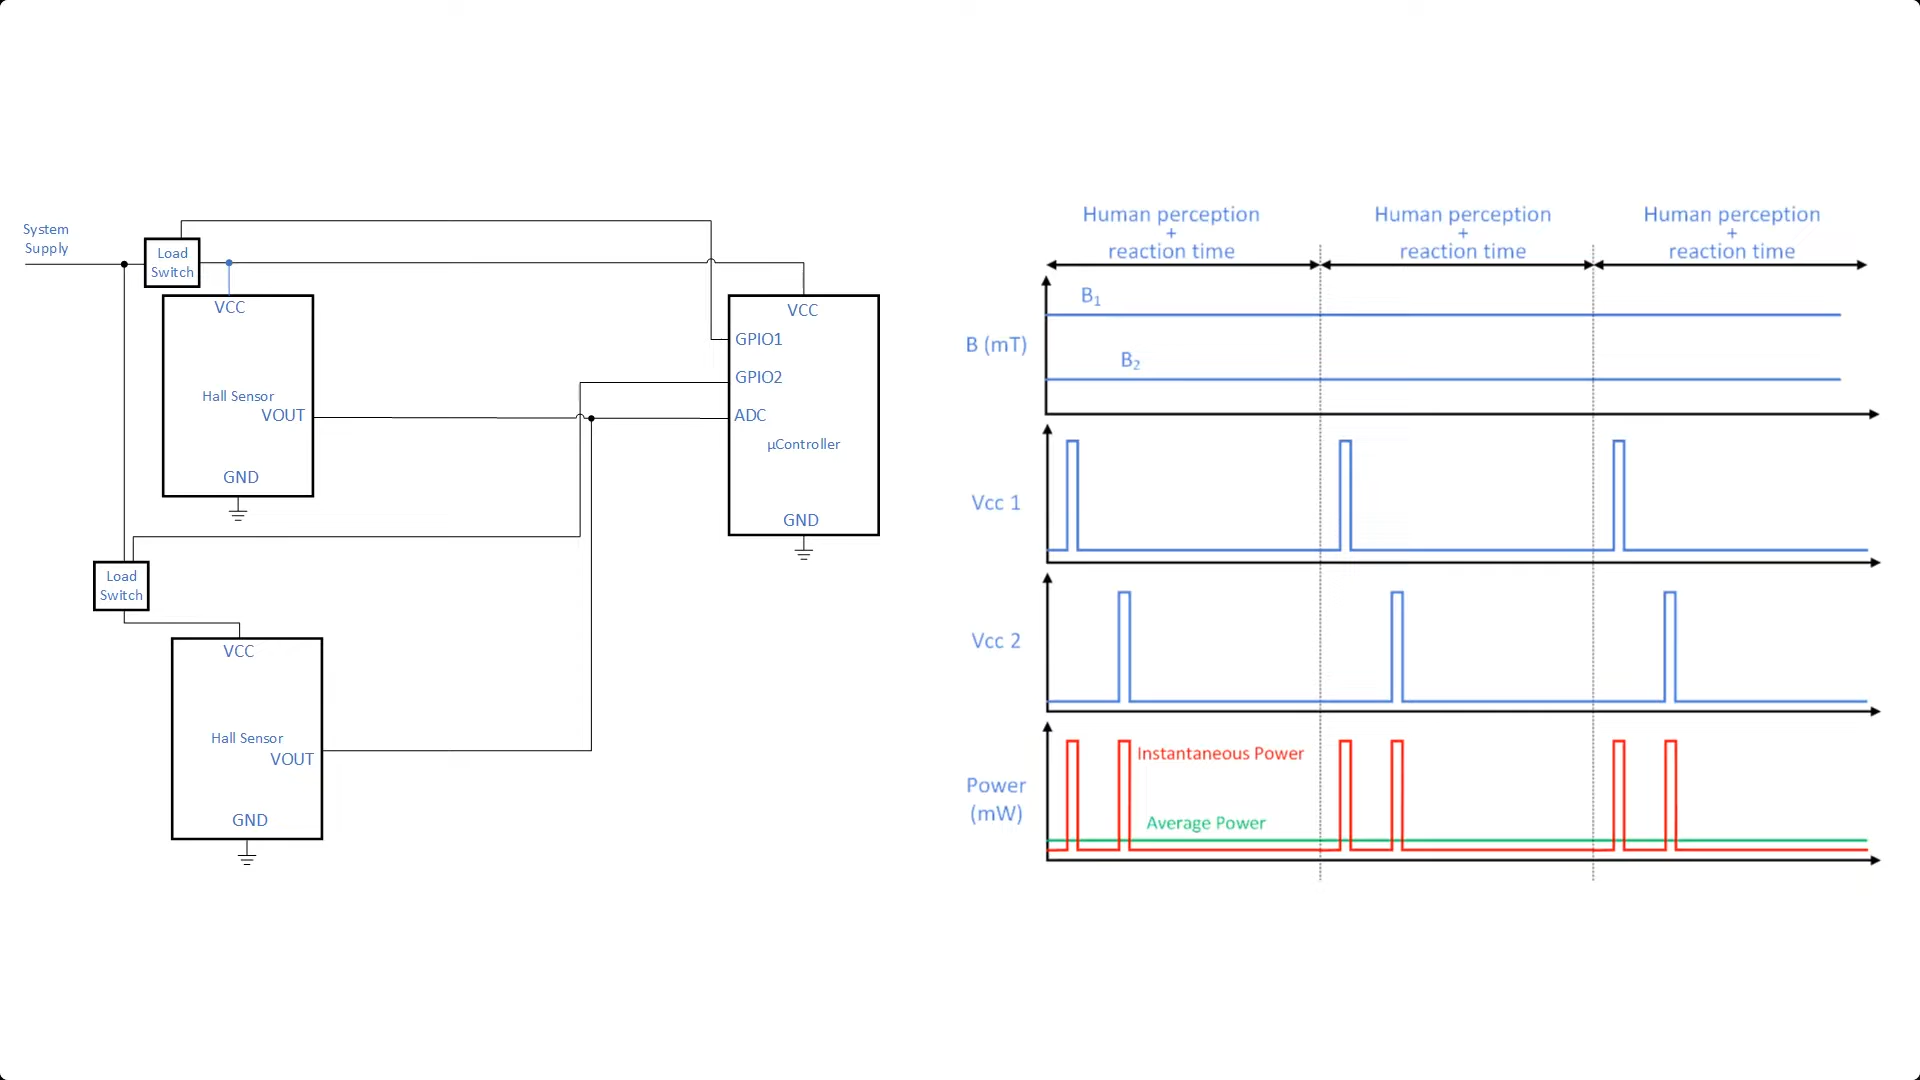 System
Supply
Load
Switch
VCC
Hall Sensor
VOUT
GND
VCC
GPIO1
GPIO2
ADC
µController
GND
Load
Switch
VCC
Hall Sensor
VOUT
GND
Human perception
+
reaction time
Human perception
+
reaction time
Human perception
+
reaction time
B (mT)
B₁
B₂
Vcc 1
Vcc 2
Power
(mW)
Instantaneous Power
Average Power